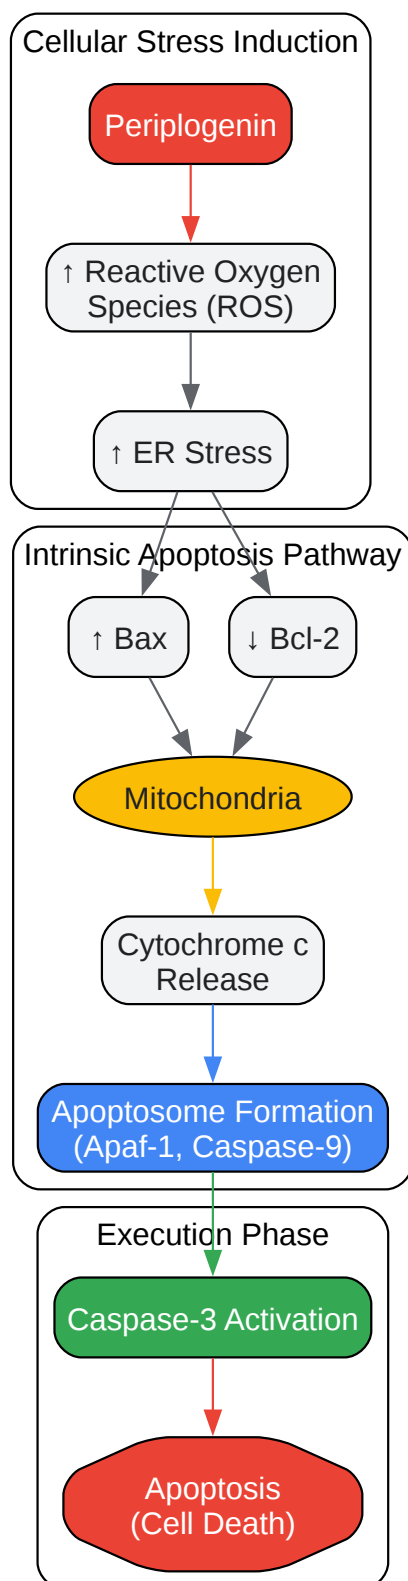 Cellular Stress Induction
Periplogenin
↑ Reactive Oxygen
Species (ROS)
↑ ER Stress
Intrinsic Apoptosis Pathway
↑ Bax
↓ Bcl-2
Mitochondria
Cytochrome c
Release
Apoptosome Formation
(Apaf-1, Caspase-9)
Execution Phase
Caspase-3 Activation
Apoptosis
(Cell Death)